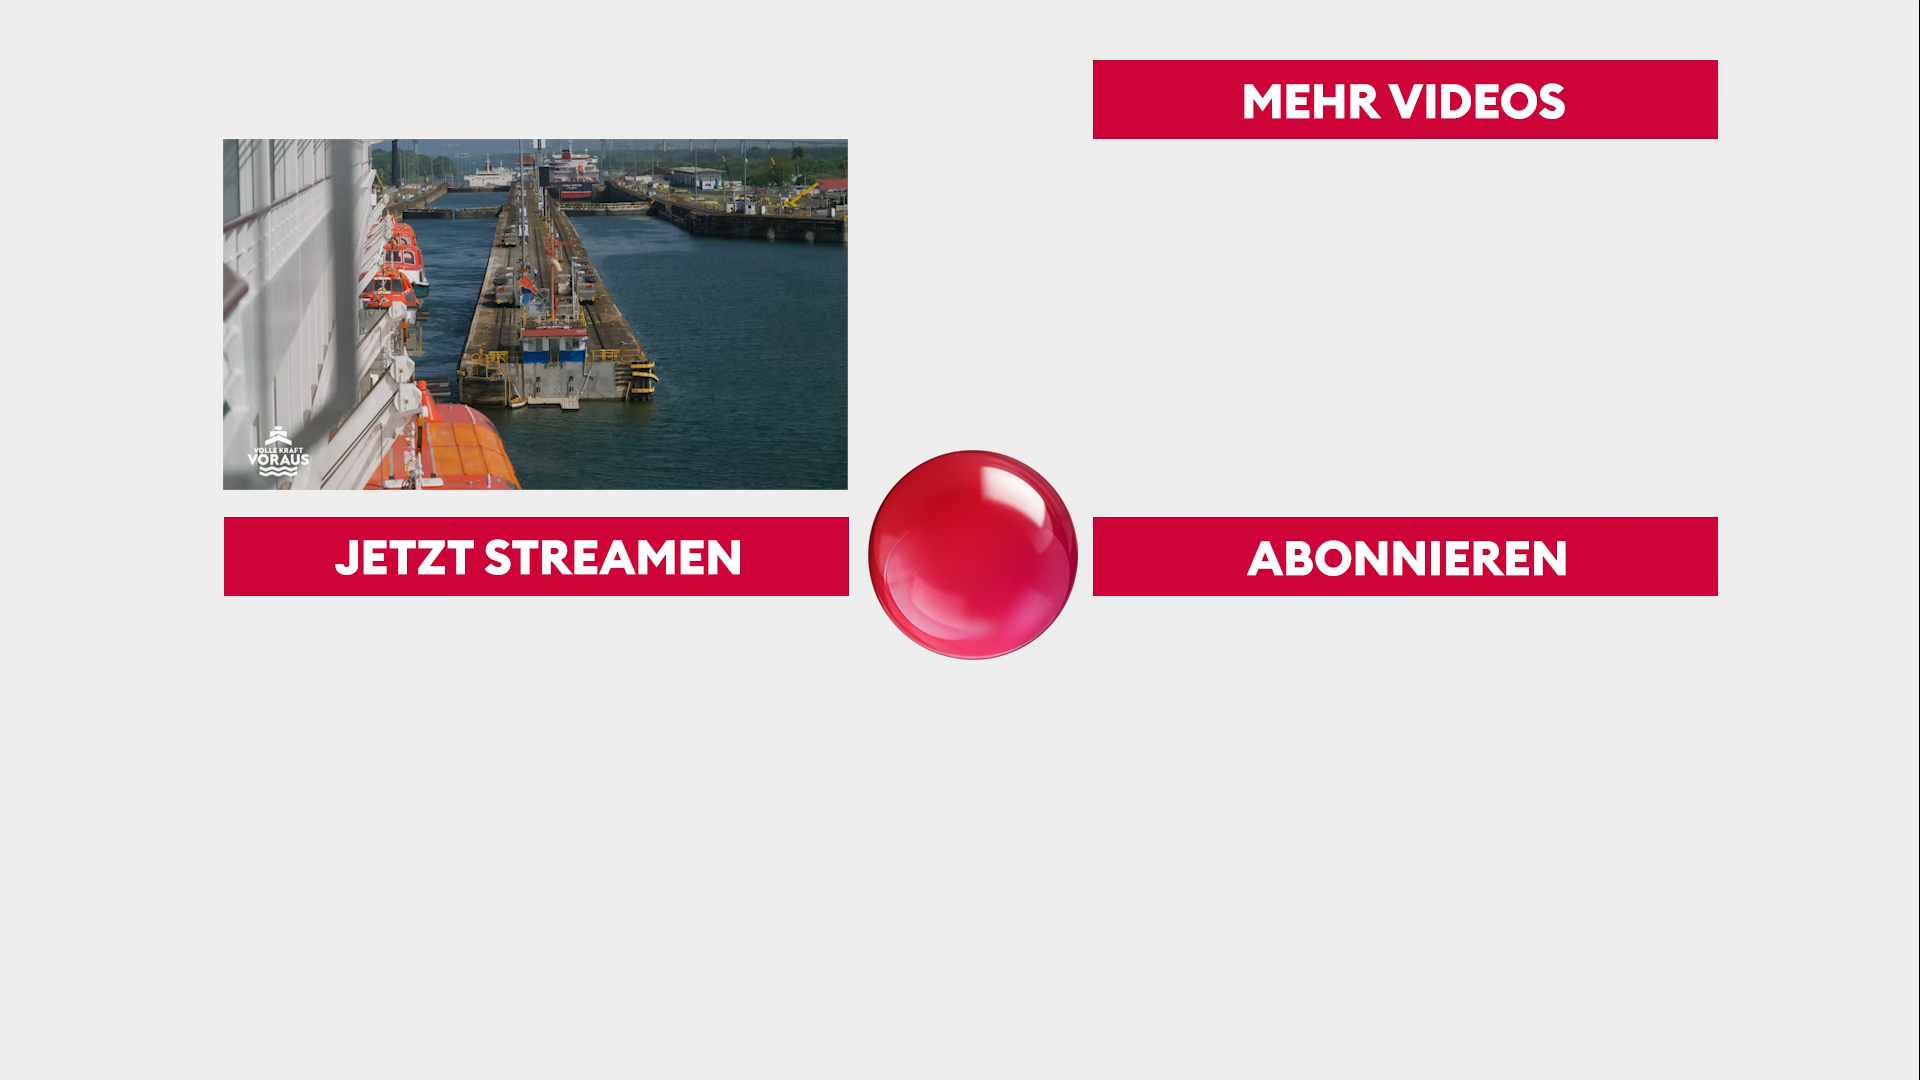 MEHR VIDEOS
VOLLE KRAFT
VORAUS
JETZT STREAMEN
ABONNIEREN